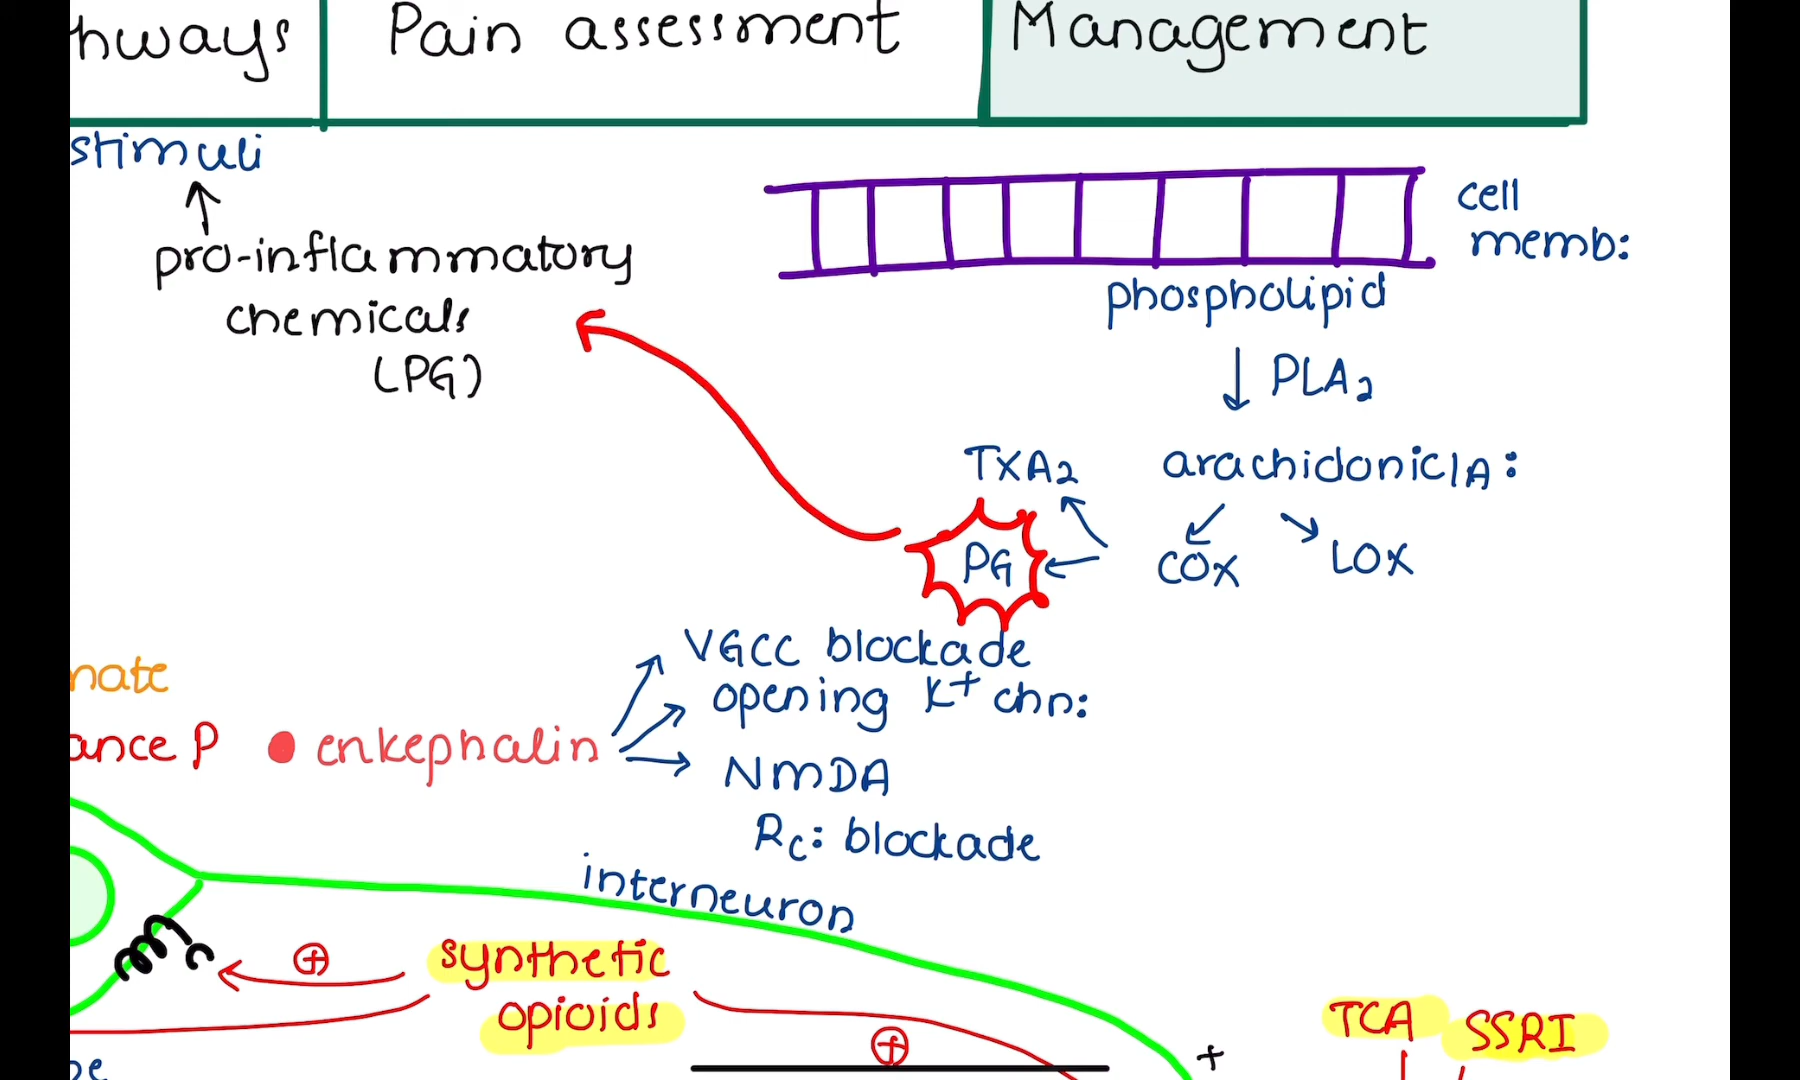 hways
Pain assessment
Management
stimuli
pro-inflammatory
chemicals
(PG)
cell
memb:
phospholipid
↓ PLA2
TXA2
arachidonic A:
PG
COX
LOX
VGCC blockade
opening K+ chn:
NMDA
Rc: blockade
nate
ance P
enkephalin
interneuron
+
synthetic
opioids
+
+
TCA
SSRI